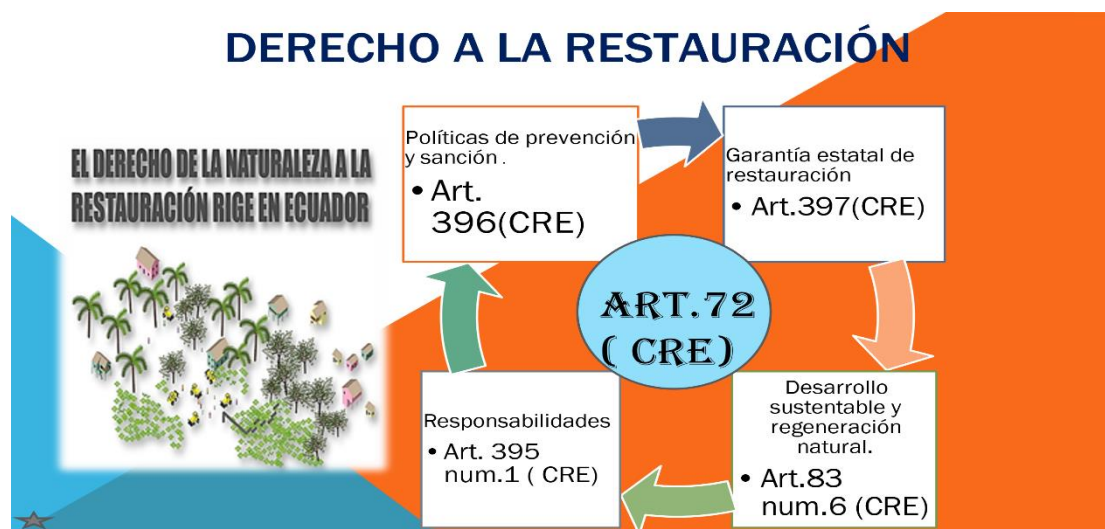 DERECHO A LA RESTAURACIÓN
EL DERECHO DE LA NATURALEZA A LA
RESTAURACIÓN RIGE EN ECUADOR
Políticas de prevención
y sanción .
• Art.
396(CRE)
Garantía estatal de
restauración
• Art.397(CRE)
ART.72
( CRE)
Desarrollo
sustentable y
regeneración
natural.
• Art.83
num.6 (CRE)
Responsabilidades
• Art. 395
num.1 ( CRE)